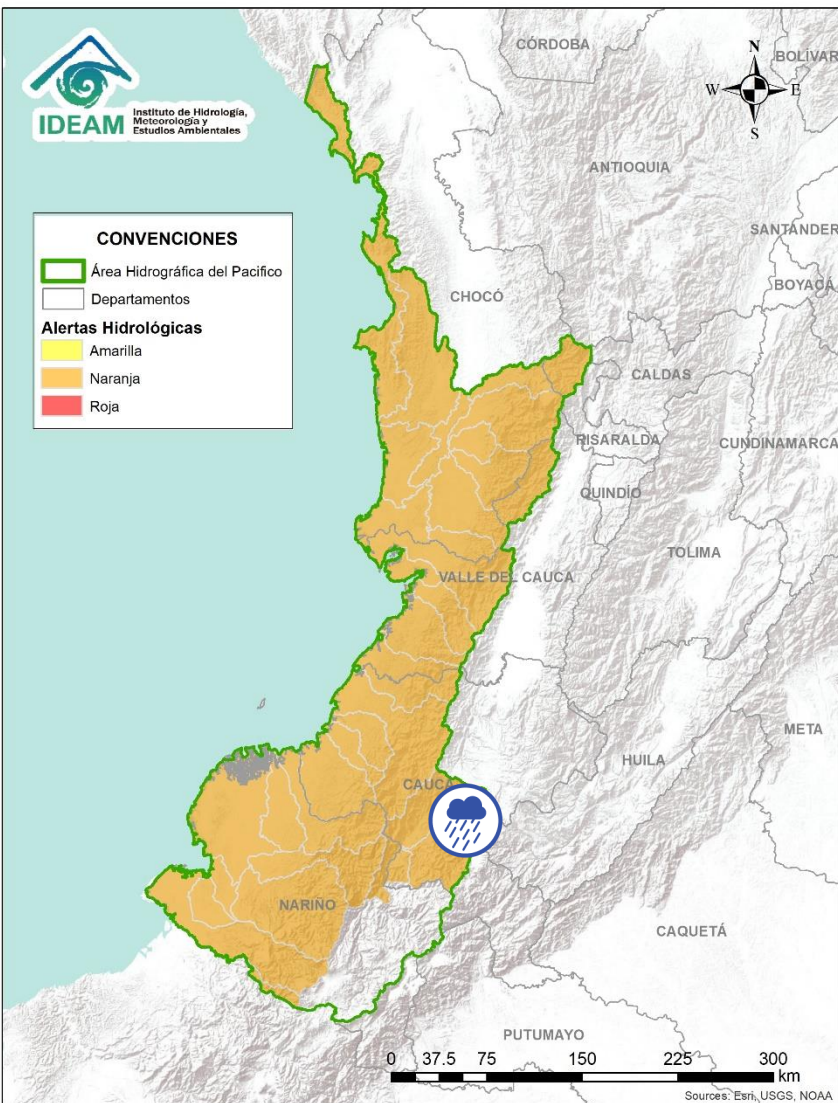 IDEAM
Instituto de Hidrología,
Meteorología y
Estudios Ambientales
CÓRDOBA
BOLÍVAR
N
W
E
S
ANTIOQUIA
SANTANDER
BOYACÁ
CONVENCIONES
Área Hidrográfica del Pacifico
Departamentos
Alertas Hidrológicas
Amarilla
Naranja
Roja
CHOCÓ
CALDAS
RISARALDA
CUNDINAMARCA
QUINDÍO
TOLIMA
VALLE DEL CAUCA
META
HUILA
CAUCA
NARIÑO
CAQUETÁ
PUTUMAYO
0 37.5 75 150 225 300
km
Sources: Esri, USGS, NOAA